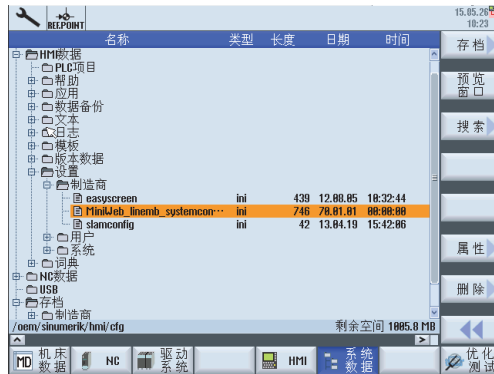 REF.POINT
15.05.26
10:23
名称 类型 长度 日期 时间
HMI数据
PLC项目
帮助
应用
数据备份
文本
日志
模板
版本数据
设置
制造商
easyscreen ini 439 12.08.05 10:32:44
MiniWeb_linemb_systemcon··· ini 746 70.01.01 00:00:00
slamconfig ini 42 13.04.19 15:42:06
用户
系统
词典
NC数据
USB
存档
制造商
/oem/sinumerik/hmi/cfg 剩余空间 1005.8 MB
存档
预览
窗口
搜索
属性
删除
MD 机床数据
NC
驱动系统
HMI
系统数据
优化测试